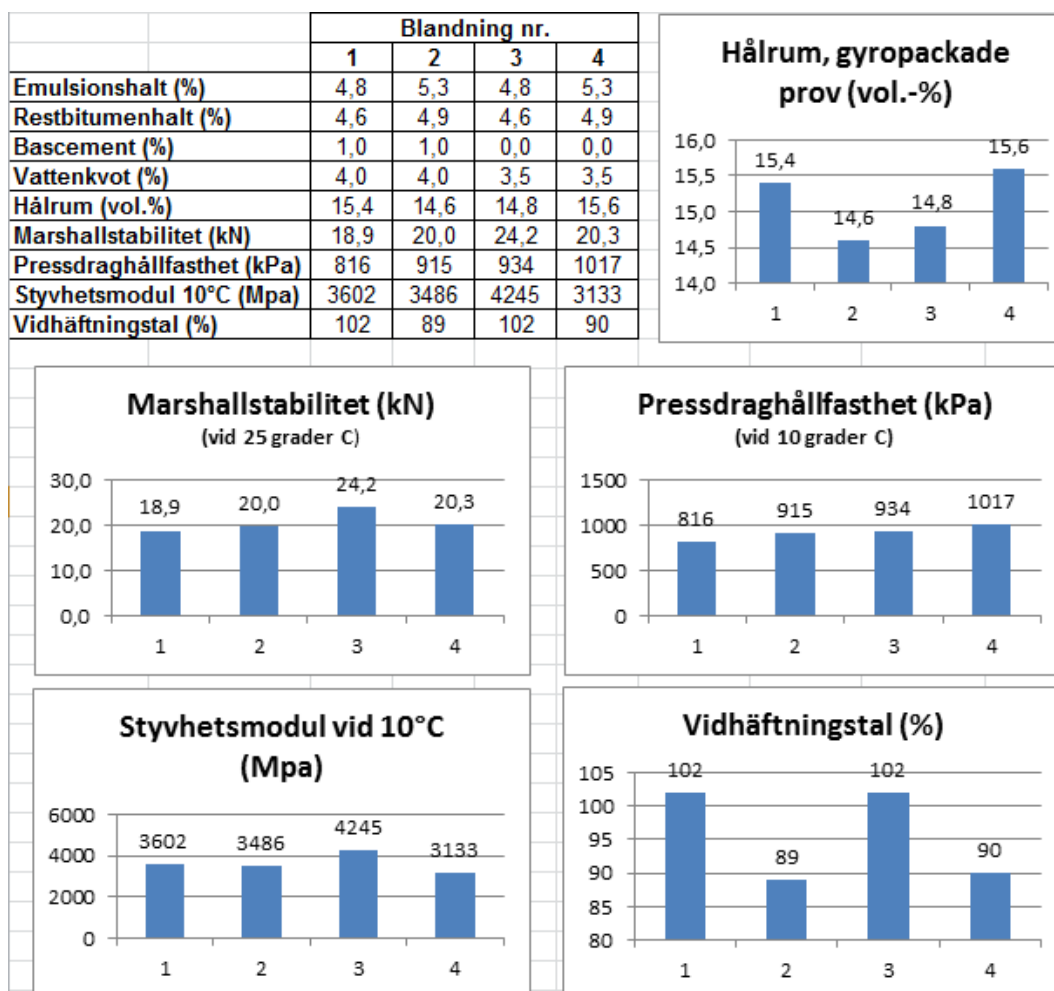 Blandning nr.
1 2 3 4
Emulsionshalt (%) 4,8 5,3 4,8 5,3
Restbitumenhalt (%) 4,6 4,9 4,6 4,9
Bascement (%) 1,0 1,0 0,0 0,0
Vattenkvot (%) 4,0 4,0 3,5 3,5
Hålrum (vol.%) 15,4 14,6 14,8 15,6
Marshallstabilitet (kN) 18,9 20,0 24,2 20,3
Pressdraghållfasthet (kPa) 816 915 934 1017
Styvhetsmodul 10°C (Mpa) 3602 3486 4245 3133
Vidhäftningstal (%) 102 89 102 90
Hålrum, gyropackade
prov (vol.-%)
16,0
15,5
15,0
14,5
14,0
15,4 14,6 14,8 15,6
1 2 3 4
Marshallstabilitet (kN)
(vid 25 grader C)
30,0
20,0
10,0
0,0
18,9 20,0 24,2 20,3
1 2 3 4
Pressdraghållfasthet (kPa)
(vid 10 grader C)
1500
1000
500
0
816 915 934 1017
1 2 3 4
Styvhetsmodul vid 10°C
(Mpa)
6000
4000
2000
0
3602 3486 4245 3133
1 2 3 4
Vidhäftningstal (%)
105
100
95
90
85
80
102 89 102 90
1 2 3 4